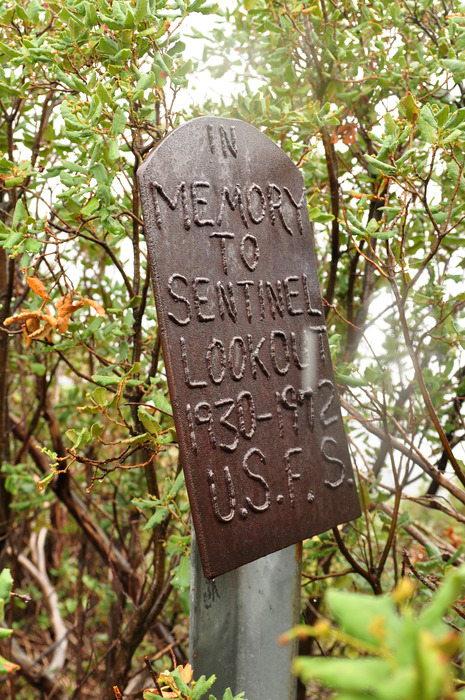 IN
MEMORY
TO
SENTINEL
LOOKOUT
1930-1972
U.S.F.S.